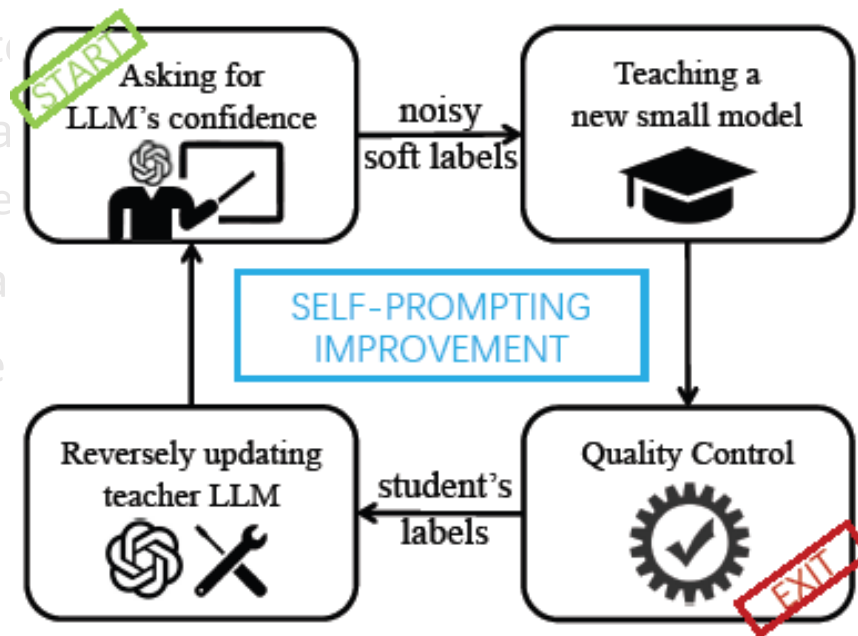 START
Asking for
LLM's confidence
noisy
soft labels
Teaching a
new small model
SELF-PROMPTING
IMPROVEMENT
Reversely updating
teacher LLM
student's
labels
Quality Control
EXIT